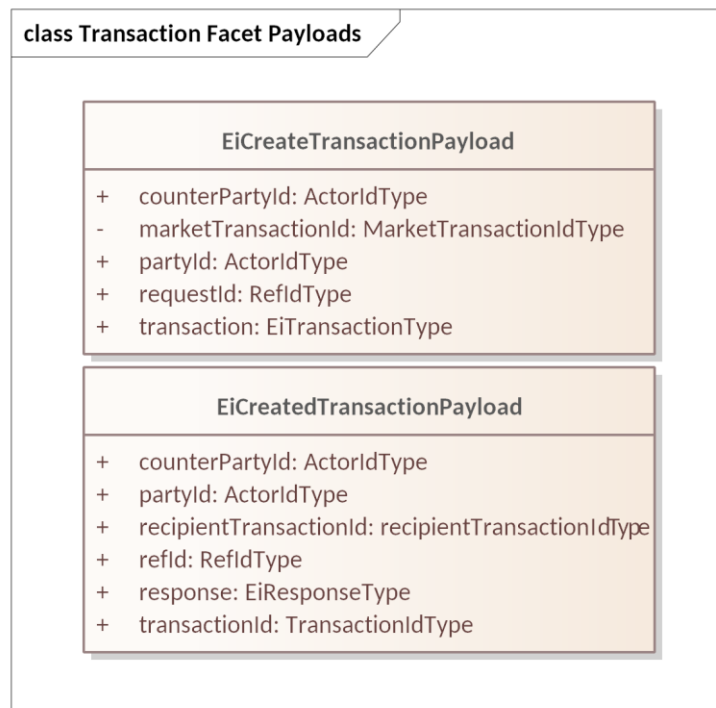 class Transaction Facet Payloads
EiCreateTransactionPayload
+ counterPartyId: ActorIdType
- marketTransactionId: MarketTransactionIdType
+ partyId: ActorIdType
+ requestId: RefIdType
+ transaction: EiTransactionType
EiCreatedTransactionPayload
+ counterPartyId: ActorIdType
+ partyId: ActorIdType
+ recipientTransactionId: recipientTransactionIdType
+ refId: RefIdType
+ response: EiResponseType
+ transactionId: TransactionIdType